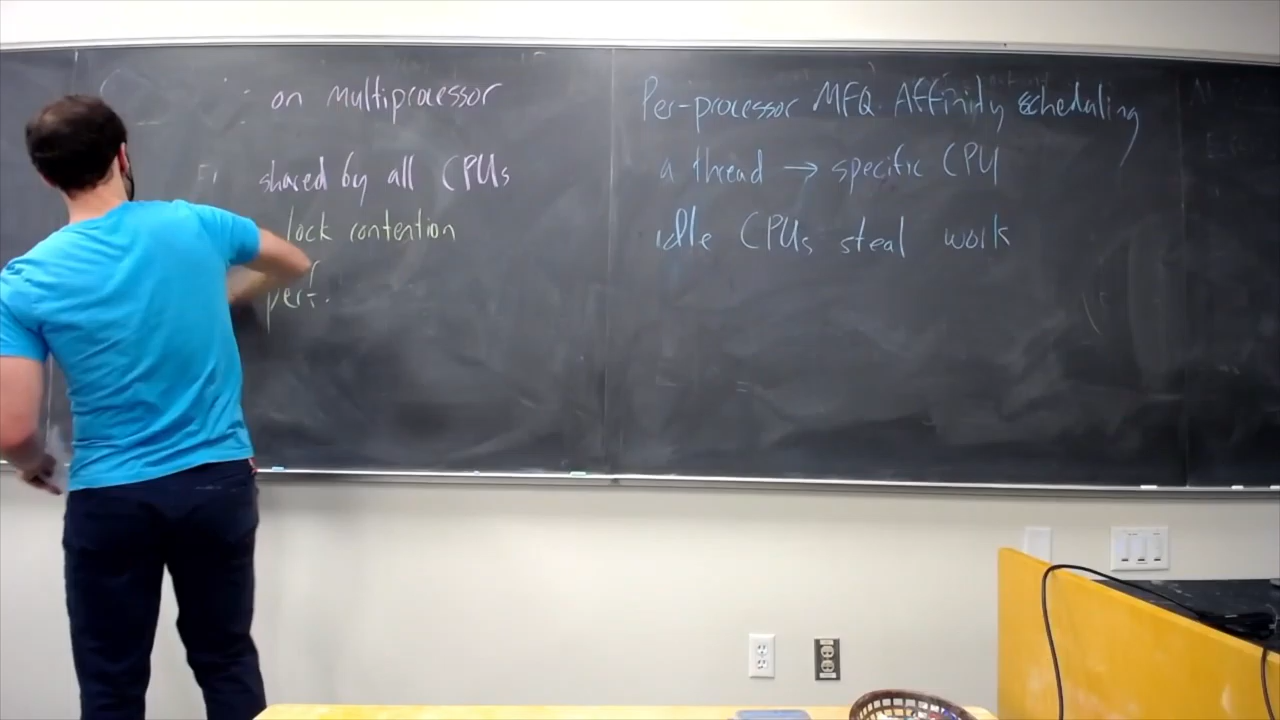 on multiprocessor
shared by all CPUs
lock contention
perf.
Per-processor MFQ Affinity scheduling
a thread → specific CPU
idle CPUs steal work